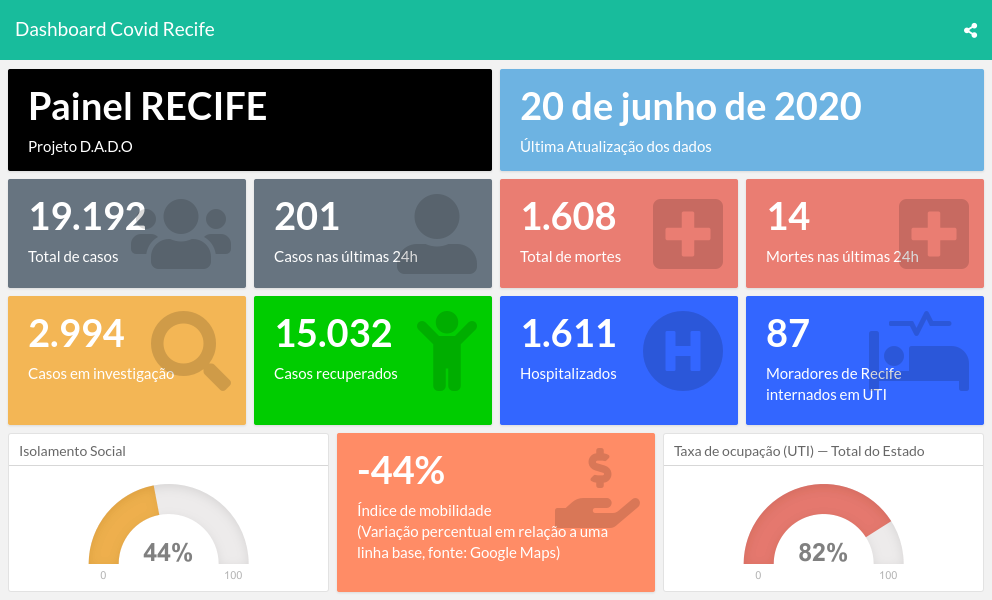 Dashboard Covid Recife
Painel RECIFE
Projeto D.A.D.O
20 de junho de 2020
Última Atualização dos dados
19.192
Total de casos
201
Casos nas últimas 24h
1.608
Total de mortes
14
Mortes nas últimas 24h
2.994
Casos em investigação
15.032
Casos recuperados
1.611
Hospitalizados
87
Moradores de Recife
internados em UTI
Isolamento Social
44%
0
100
-44%
Índice de mobilidade
(Variação percentual em relação a uma
linha base, fonte: Google Maps)
Taxa de ocupação (UTI) — Total do Estado
82%
0
100